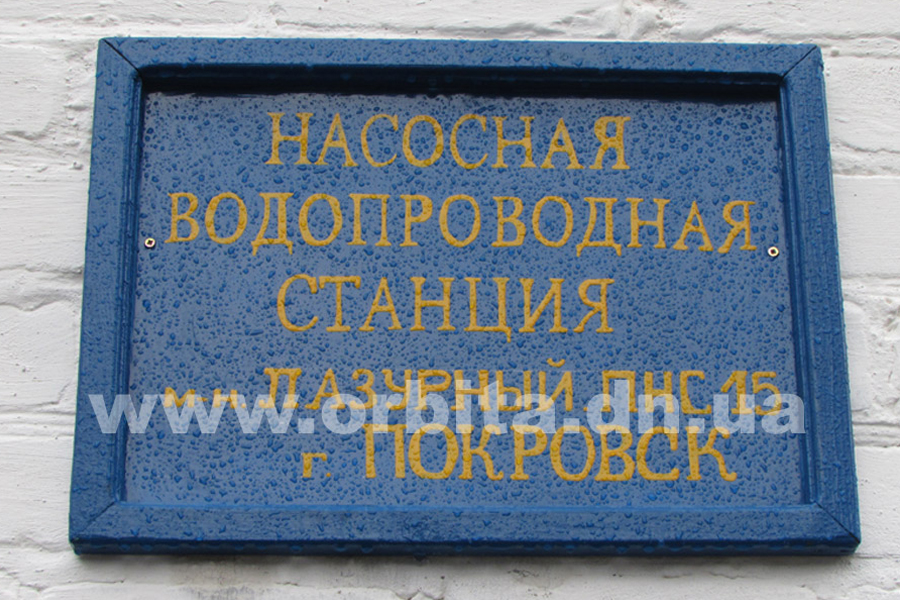 НАСОСНАЯ
ВОДОПРОВОДНАЯ
СТАНЦИЯ
м-н ЛАЗУРНЫЙ ПНС 15
www.orbita.dn.ua
г. ПОКРОВСК